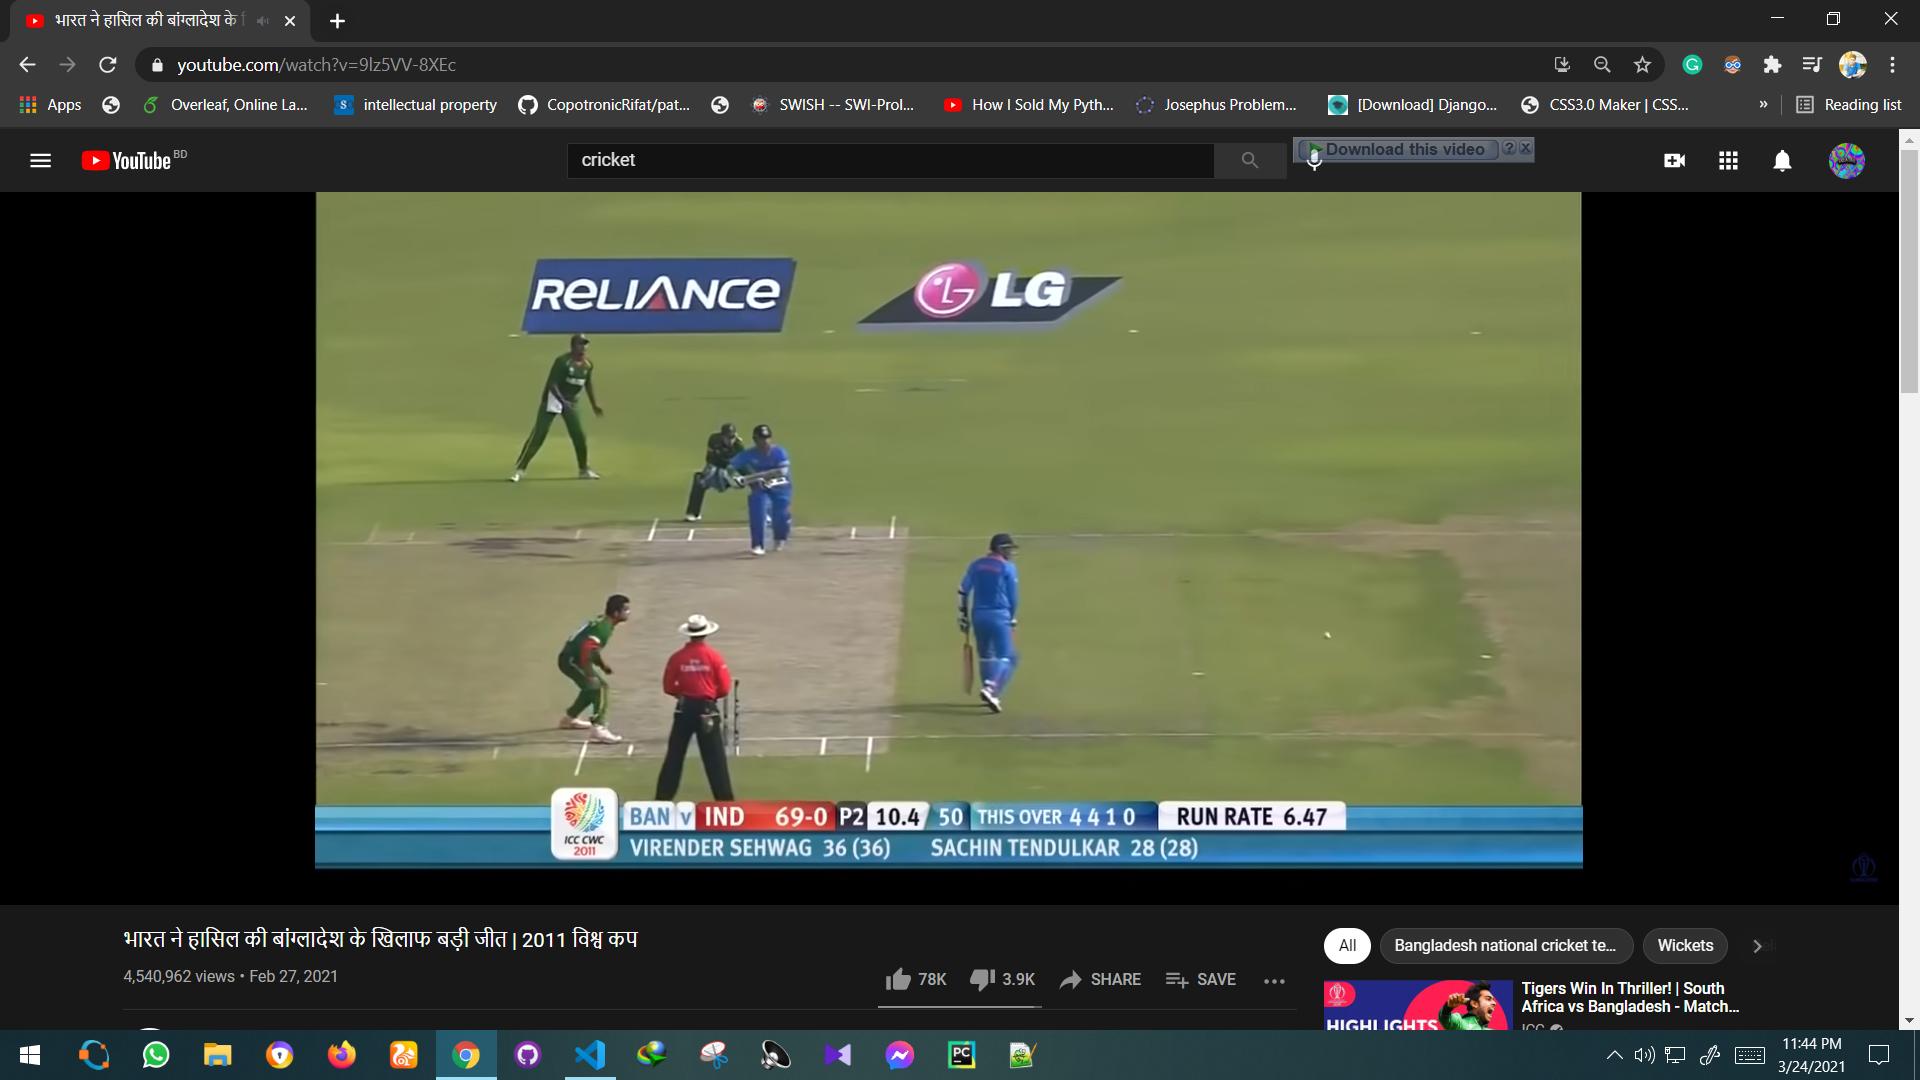 भारत ने हासिल की बांग्लादेश के
youtube.com/watch?v=9lz5VV-8XEc
Apps
Overleaf, Online La...
intellectual property
CopotronicRifat/pat...
SWISH -- SWI-Prol...
How I Sold My Pyth...
Josephus Problem...
[Download] Django...
CSS3.0 Maker | CSS...
»
Reading list
YouTube BD
cricket
Download this video
RELIANCE
LG
BAN v IND 69-0 P2 10.4 50 THIS OVER 4 4 1 0 RUN RATE 6.47
ICC CWC 2011
VIRENDER SEHWAG 36 (36) SACHIN TENDULKAR 28 (28)
भारत ने हासिल की बांग्लादेश के खिलाफ बड़ी जीत | 2011 विश्व कप
4,540,962 views • Feb 27, 2021
78K
3.9K
SHARE
SAVE
All
Bangladesh national cricket te...
Wickets
Tigers Win In Thriller! | South
Africa vs Bangladesh - Match...
HIGHLIGHTS
ICC
11:44 PM
3/24/2021